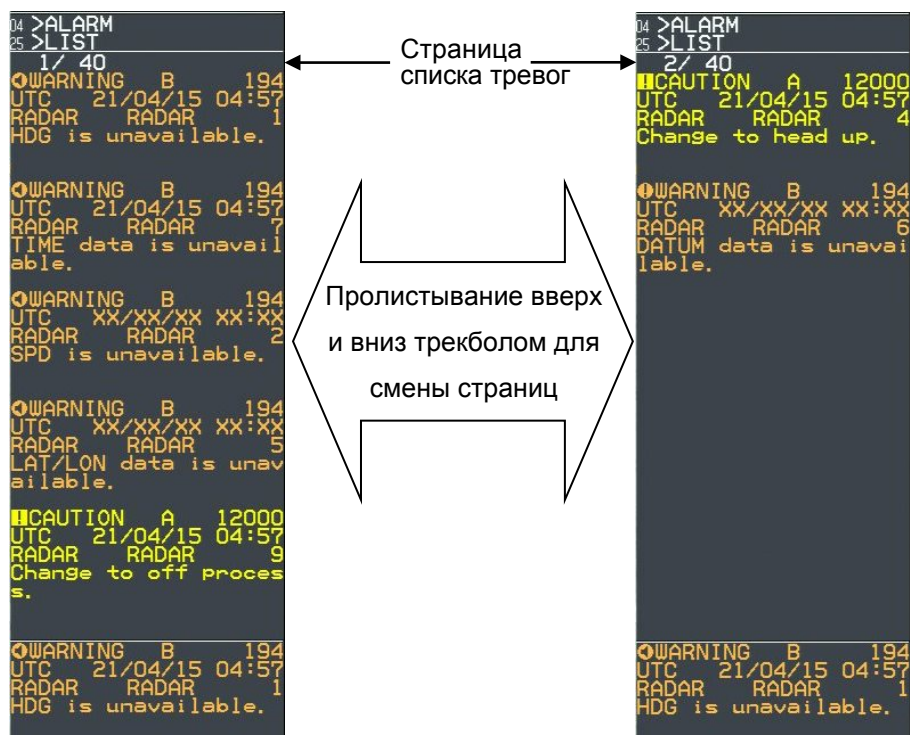 04 >ALARM
25 >LIST
1/ 40
WARNING B 194
UTC 21/04/15 04:57
RADAR RADAR 1
HDG is unavailable.
WARNING B 194
UTC 21/04/15 04:57
RADAR RADAR 7
TIME data is unavail
able.
WARNING B 194
UTC XX/XX/XX XX:XX
RADAR RADAR 2
SPD is unavailable.
WARNING B 194
UTC XX/XX/XX XX:XX
RADAR RADAR 5
LAT/LON data is unav
ailable.
!CAUTION A 12000
UTC 21/04/15 04:57
RADAR RADAR 9
Change to off proces
s.
WARNING B 194
UTC 21/04/15 04:57
RADAR RADAR 1
HDG is unavailable.
Страница
списка тревог
Пролистывание вверх
и вниз трекболом для
смены страниц
04 >ALARM
25 >LIST
2/ 40
!CAUTION A 12000
UTC 21/04/15 04:57
RADAR RADAR 4
Change to head up.
!WARNING B 194
UTC XX/XX/XX XX:XX
RADAR RADAR 6
DATUM data is unavai
lable.
WARNING B 194
UTC 21/04/15 04:57
RADAR RADAR 1
HDG is unavailable.